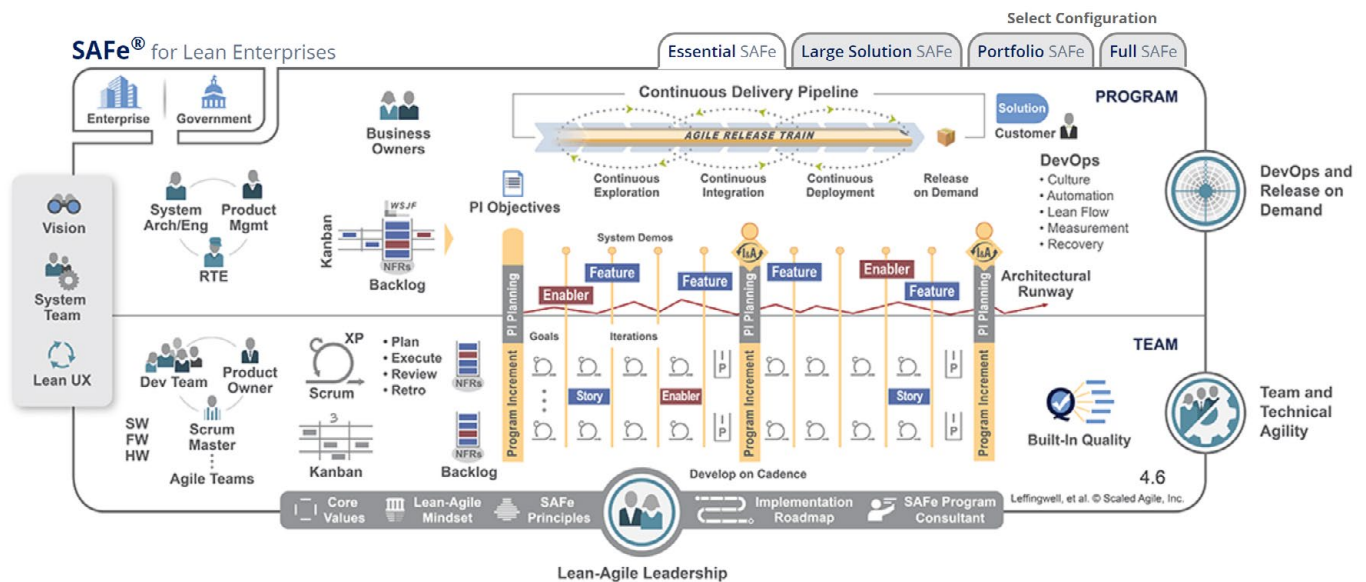 Select Configuration
SAFe® for Lean Enterprises
Essential SAFe
Large Solution SAFe
Portfolio SAFe
Full SAFe
Enterprise
Government
Business
Owners
Continuous Delivery Pipeline
AGILE RELEASE TRAIN
Continuous
Exploration
Continuous
Integration
Continuous
Deployment
Release
on Demand
Solution
Customer
PROGRAM
DevOps
• Culture
• Automation
• Lean Flow
• Measurement
• Recovery
DevOps and
Release on
Demand
Vision
System
Team
Lean UX
System
Arch/Eng
Product
Mgmt
RTE
Kanban
WSJF
NFRs
Backlog
PI Objectives
System Demos
Enabler
Feature
Feature
I&A
Feature
Enabler
Feature
I&A
Architectural
Runway
PI Planning
PI Planning
PI Planning
TEAM
Dev Team
Product
Owner
Scrum
Master
SW
FW
HW
Agile Teams
XP
Scrum
• Plan
• Execute
• Review
• Retro
3
Kanban
NFRs
NFRs
Backlog
Program Increment
Goals
Iterations
Story
Enabler
I
P
I
P
Program Increment
Story
I
P
I
P
Program Increment
Develop on Cadence
Built-In Quality
Team and
Technical
Agility
4.6
Leffingwell, et al. © Scaled Agile, Inc.
Core
Values
Lean-Agile
Mindset
SAFe
Principles
Implementation
Roadmap
SAFe Program
Consultant
Lean-Agile Leadership